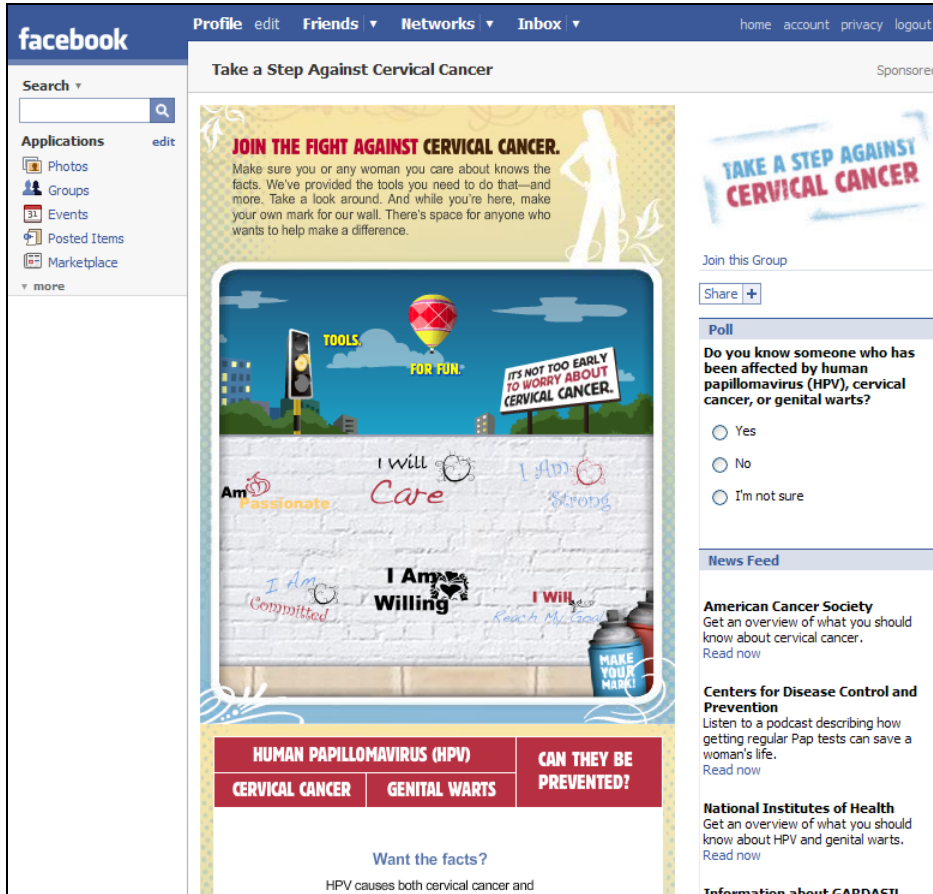 facebook
Profile edit Friends ▼ Networks ▼ Inbox ▼ home account privacy logout
Search ▼
Applications edit
Photos
Groups
31 Events
Posted Items
Marketplace
▼ more
Take a Step Against Cervical Cancer
Sponsored
JOIN THE FIGHT AGAINST CERVICAL CANCER.
Make sure you or any woman you care about knows the
facts. We've provided the tools you need to do that—and
more. Take a look around. And while you're here, make
your own mark for our wall. There's space for anyone who
wants to help make a difference.
TOOLS.
FOR FUN.
IT'S NOT TOO EARLY
TO WORRY ABOUT
CERVICAL CANCER.
Am
Passionate
I Will
Care
I Am
Strong
I Am
Committed
I Am
Willing
I Will
Reach My Goal
MAKE
YOUR
MARK!
HUMAN PAPILLOMAVIRUS (HPV)
CERVICAL CANCER
GENITAL WARTS
CAN THEY BE
PREVENTED?
Want the facts?
HPV causes both cervical cancer and
TAKE A STEP AGAINST
CERVICAL CANCER
Join this Group
Share +
Poll
Do you know someone who has
been affected by human
papillomavirus (HPV), cervical
cancer, or genital warts?
Yes
No
I'm not sure
News Feed
American Cancer Society
Get an overview of what you should
know about cervical cancer.
Read now
Centers for Disease Control and
Prevention
Listen to a podcast describing how
getting regular Pap tests can save a
woman's life.
Read now
National Institutes of Health
Get an overview of what you should
know about HPV and genital warts.
Read now
Information about GARDASIL